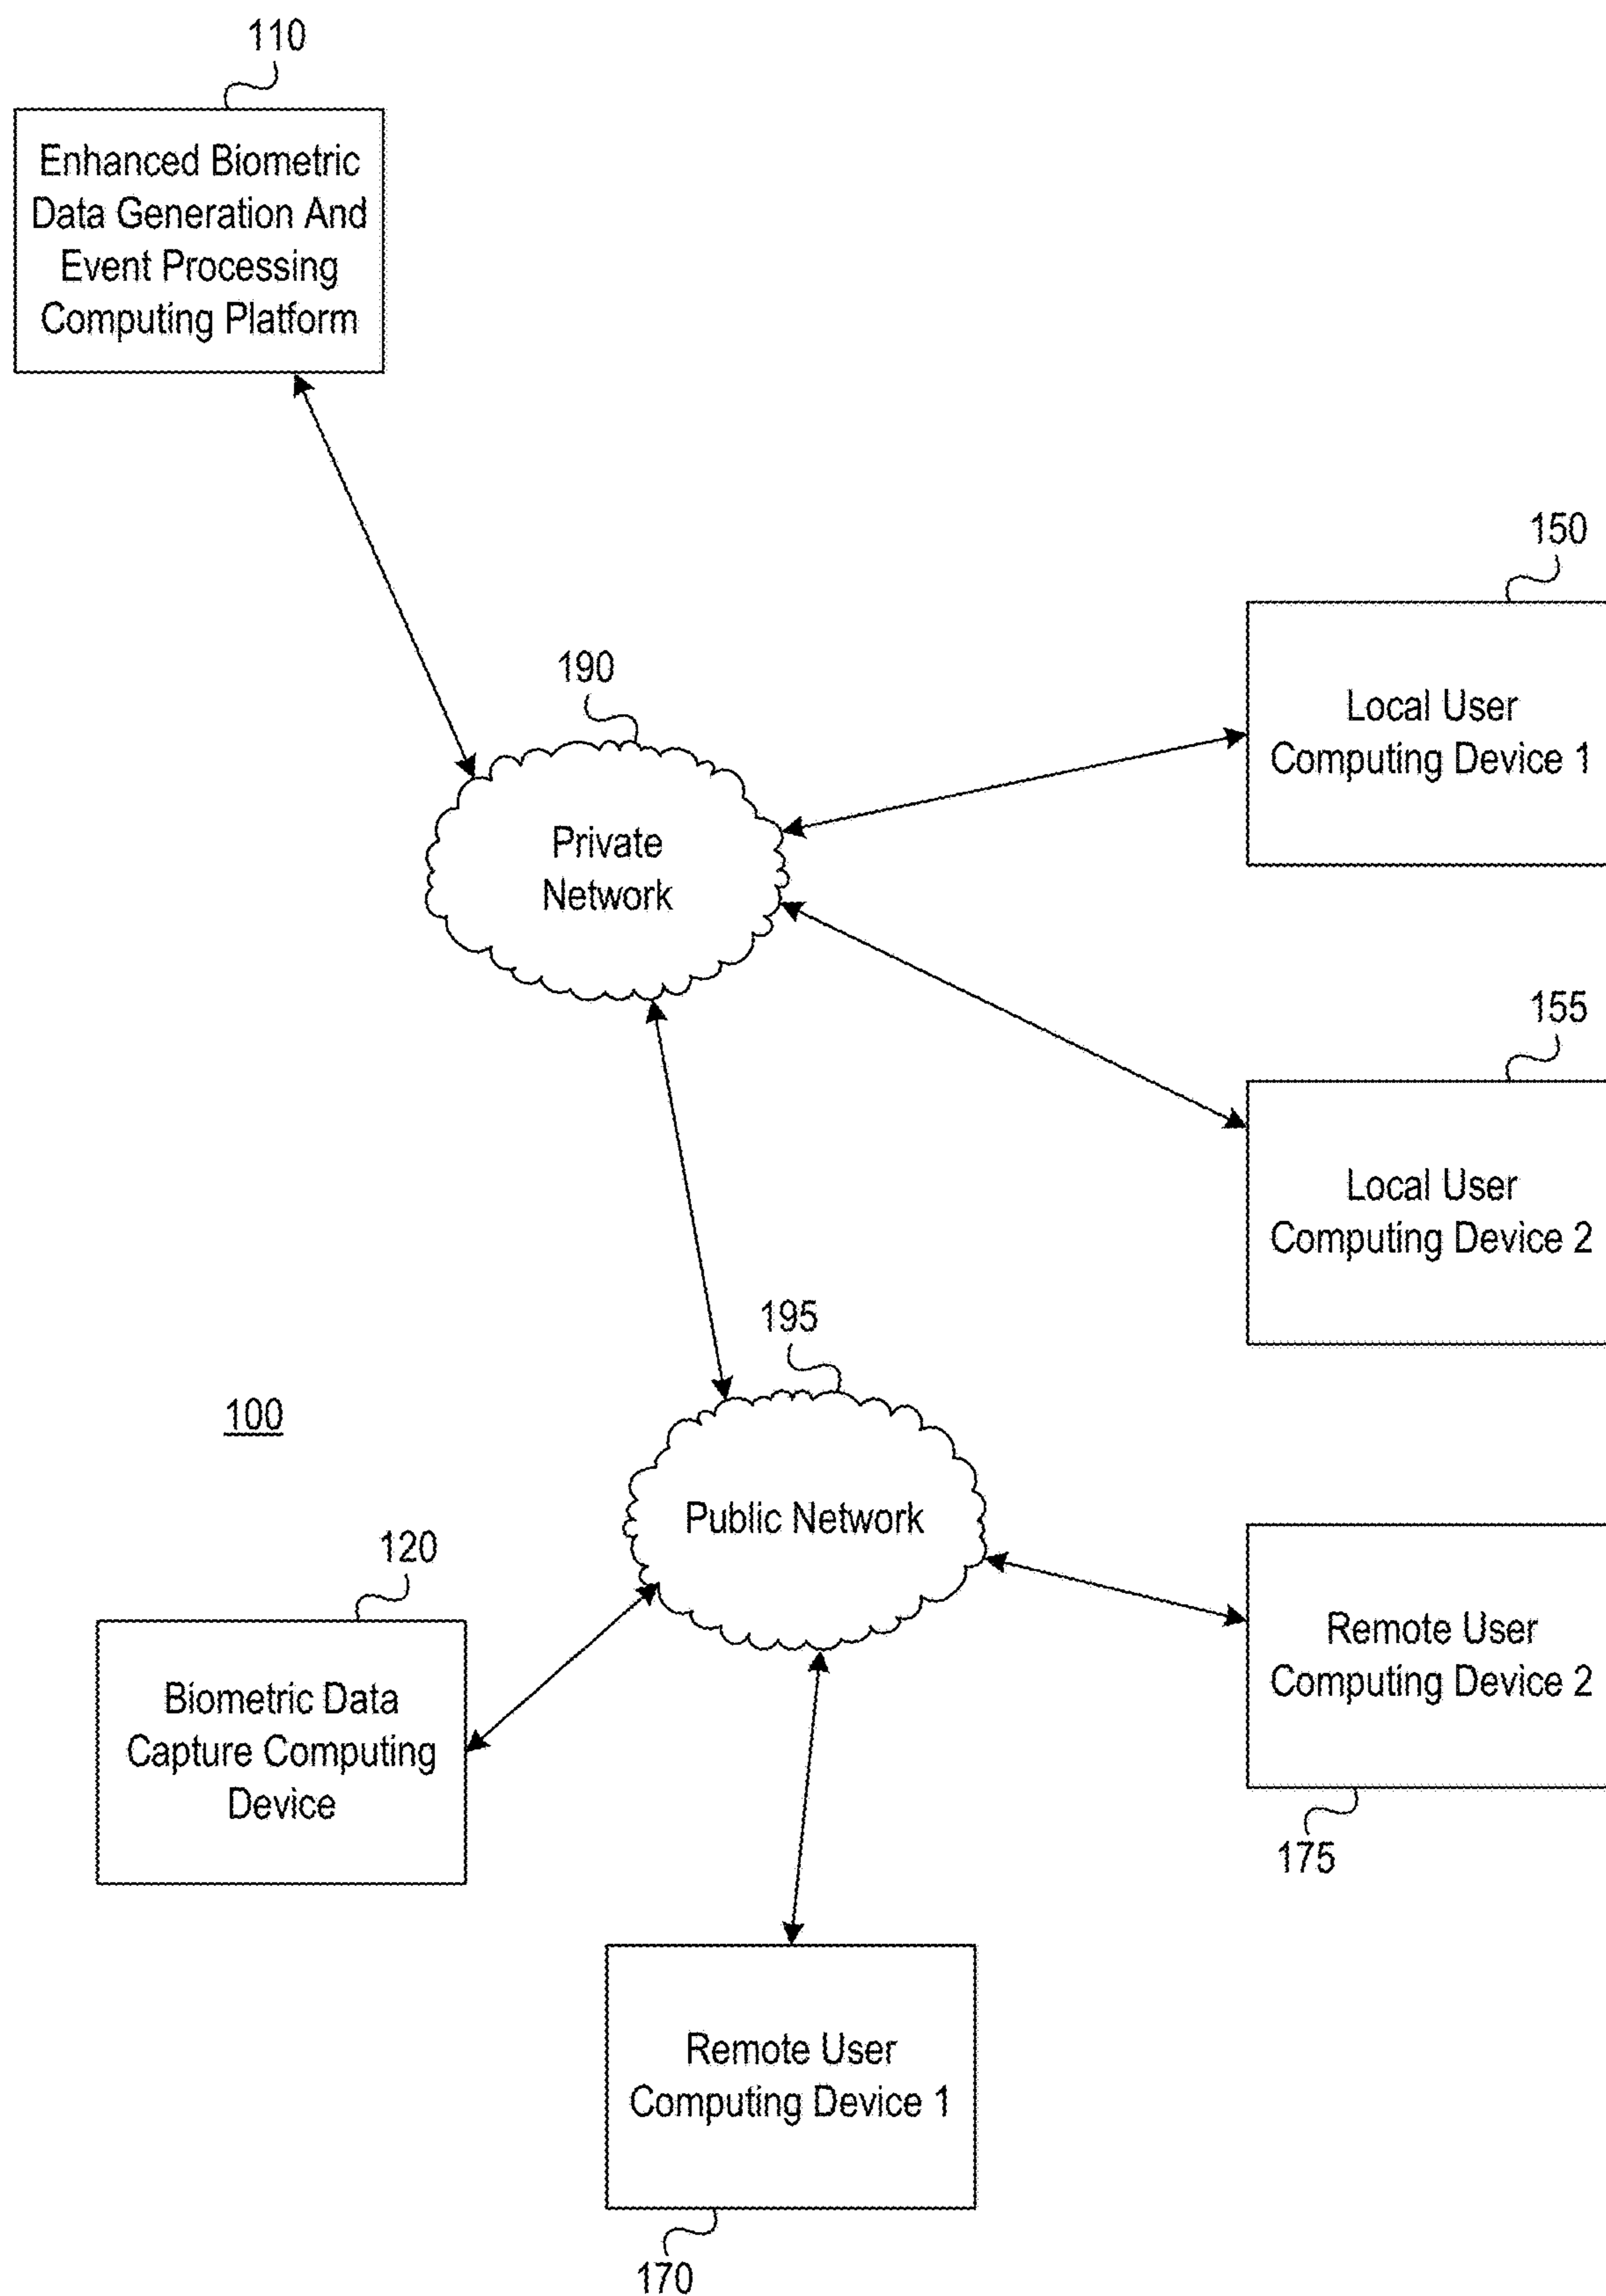 110
Enhanced Biometric
Data Generation And
Event Processing
Computing Platform
150
Local User
Computing Device 1
190
Private
Network
155
Local User
Computing Device 2
195
100
Public Network
120
Biometric Data
Capture Computing
Device
Remote User
Computing Device 2
175
Remote User
Computing Device 1
170